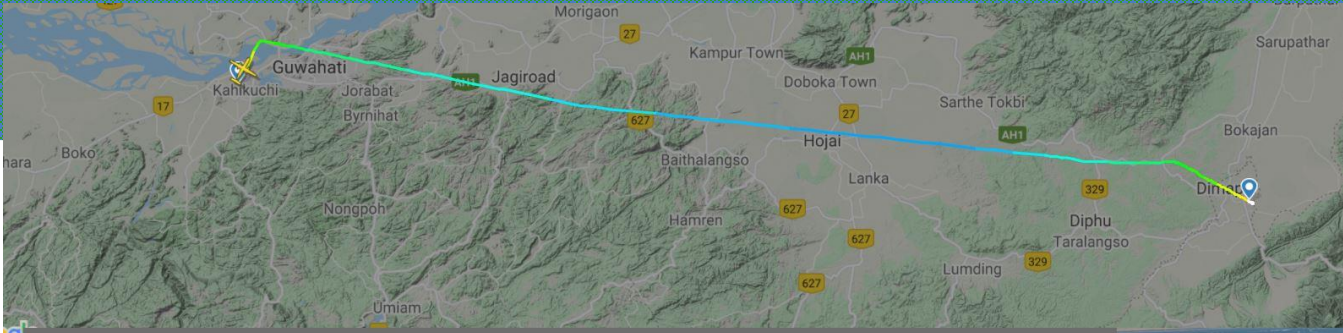 Morigaon
27
Sarupathar
Kampur Town
AH1
Guwahati
Jagiroad
AH1
Doboka Town
Kahikuchi
Jorabat
17
Byrnihat
627
27
Sarthe Tokbi
AH1
Bokajan
Hojai
Boko
hara
Baithalangso
Lanka
329
Nongpoh
627
Hamren
Diphu
627
Taralangso
329
Lumding
627
Umiam